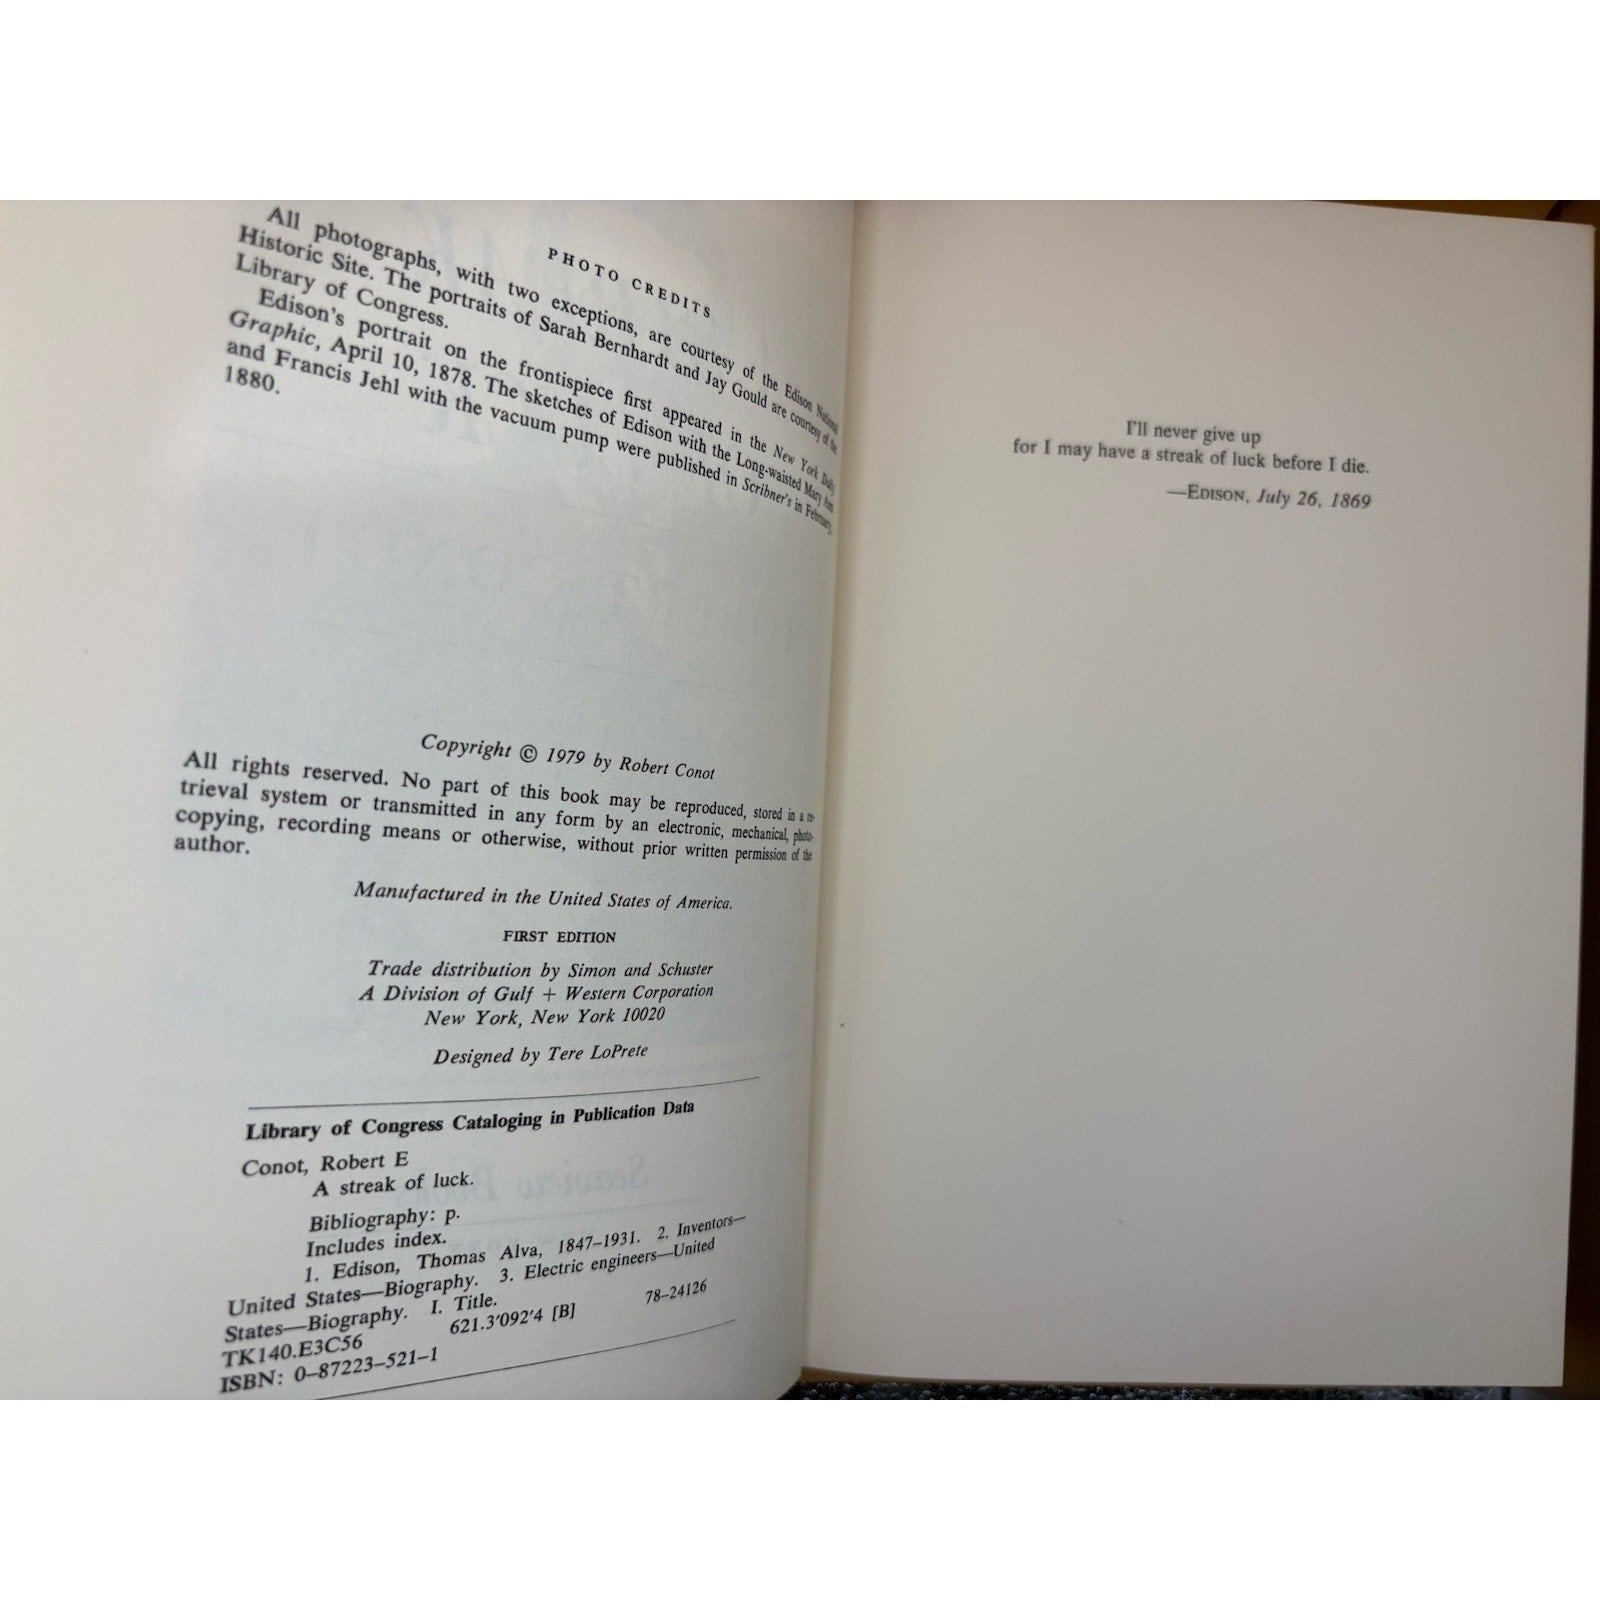 PHOTO CREDITS
All photographs, with two exceptions, are courtesy of the Edison National
Historic Site. The portraits of Sarah Bernhardt and Jay Gould are courtesy of the
Library of Congress.
Edison's portrait on the frontispiece first appeared in the New York Daily
Graphic, April 10, 1878. The sketches of Edison with the Long-waisted Mary Ann
and Francis Jehl with the vacuum pump were published in Scribner's in February,
1880.
Copyright © 1979 by Robert Conot
All rights reserved. No part of this book may be reproduced, stored in a re-
trieval system or transmitted in any form by an electronic, mechanical, photo-
copying, recording means or otherwise, without prior written permission of the
author.
Manufactured in the United States of America.
FIRST EDITION
Trade distribution by Simon and Schuster
A Division of Gulf + Western Corporation
New York, New York 10020
Designed by Tere LoPrete
Library of Congress Cataloging in Publication Data
Conot, Robert E
A streak of luck.
Bibliography: p.
Includes index.
1. Edison, Thomas Alva, 1847–1931. 2. Inventors—
United States—Biography. 3. Electric engineers—United
States—Biography. I. Title.
TK140.E3C56 621.3'092'4 [B] 78–24126
ISBN: 0–87223–521–1
I'll never give up
for I may have a streak of luck before I die.
—EDISON, July 26, 1869